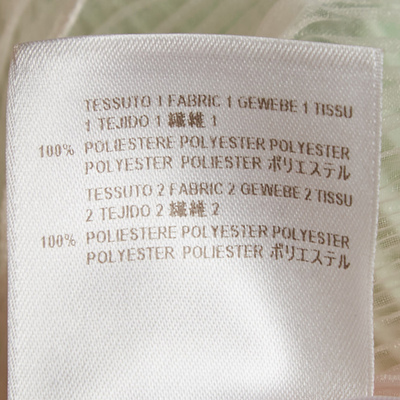 TESSUTO 1 FABRIC 1 GEWEBE 1 TISSU
1 TEJIDO 1 繊維 1
100% POLIESTERE POLYESTER POLYESTER
POLYESTER POLIESTER ポリエステル
TESSUTO 2 FABRIC 2 GEWEBE 2 TISSU
2 TEJIDO 2 繊維 2
100% POLIESTERE POLYESTER POLYESTER
POLYESTER POLIESTER ポリエステル